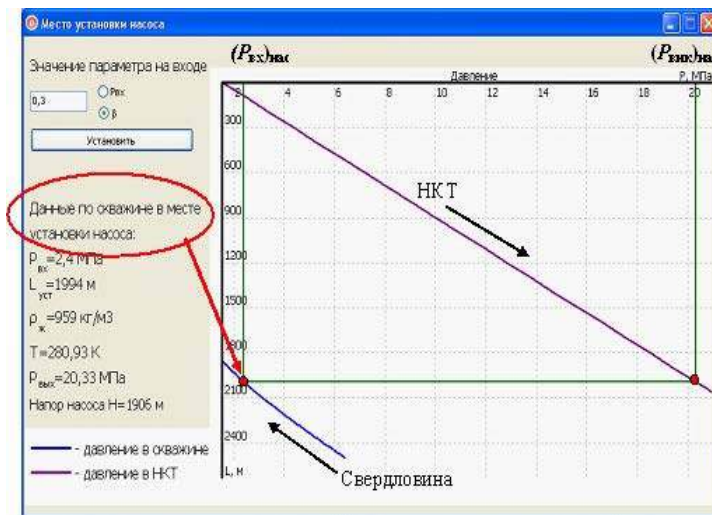 Место установки насоса
(Pвх)нас
(Pвик)на
Значение параметра на входе
0,3
Pвх
β
Установить
Давление
P, МПа
2 4 6 8 10 12 14 16 18 20
300
600
900
1200
1500
1800
2100
2400
L, м
НКТ
Свердловина
Данные по скважине в месте
установки насоса:
Pвх=2,4 МПа
Lуст=1994 м
ρж=959 кг/м3
T=280,93 К
Pвых=20,33 МПа
Напор насоса H=1906 м
- давление в скважине
- давление в НКТ